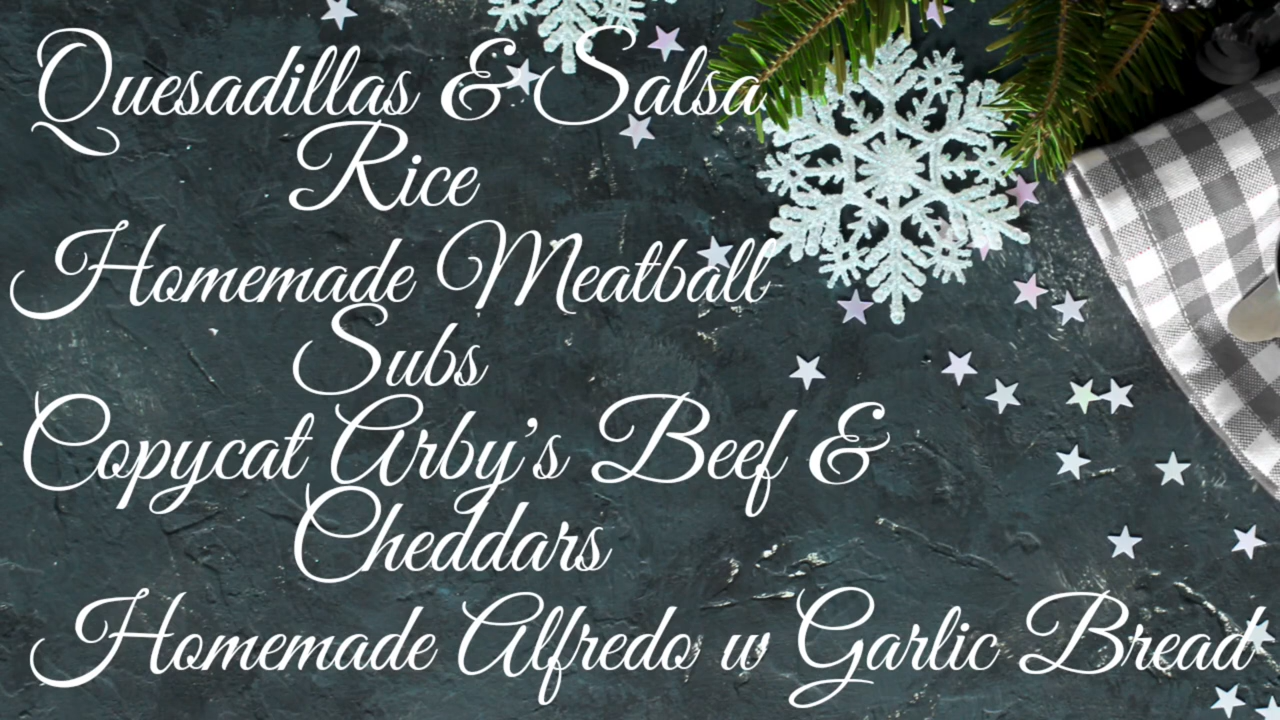 Quesadillas & Salsa
Rice
Homemade Meatball
Subs
Copycat Arby's Beef &
Cheddars
Homemade Alfredo w Garlic Bread